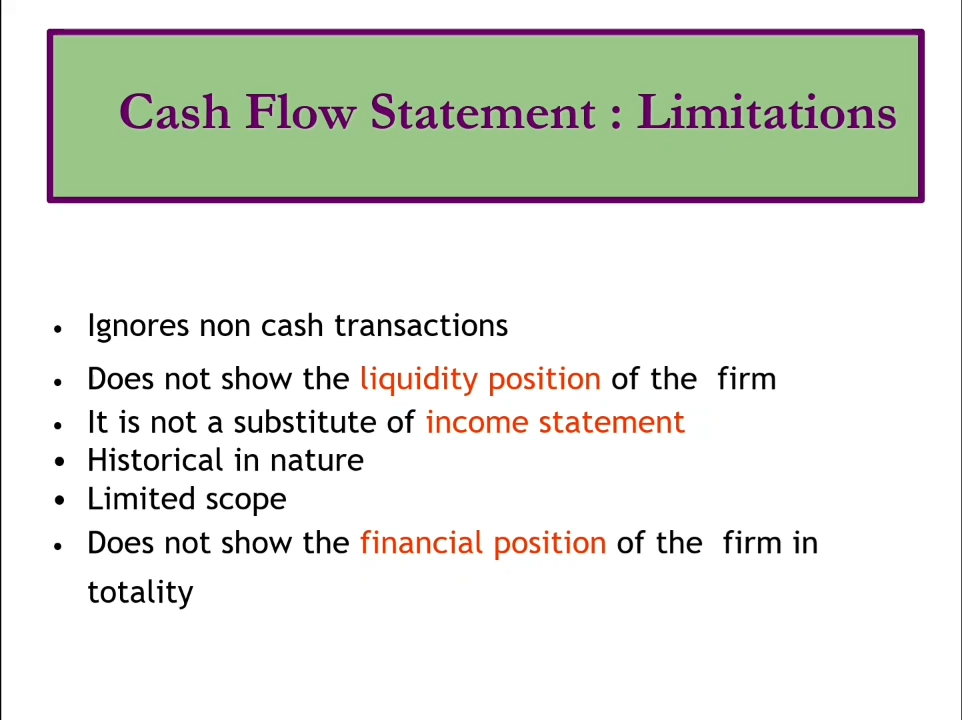 Cash Flow Statement : Limitations
• Ignores non cash transactions
• Does not show the liquidity position of the firm
• It is not a substitute of income statement
• Historical in nature
• Limited scope
• Does not show the financial position of the firm in
totality